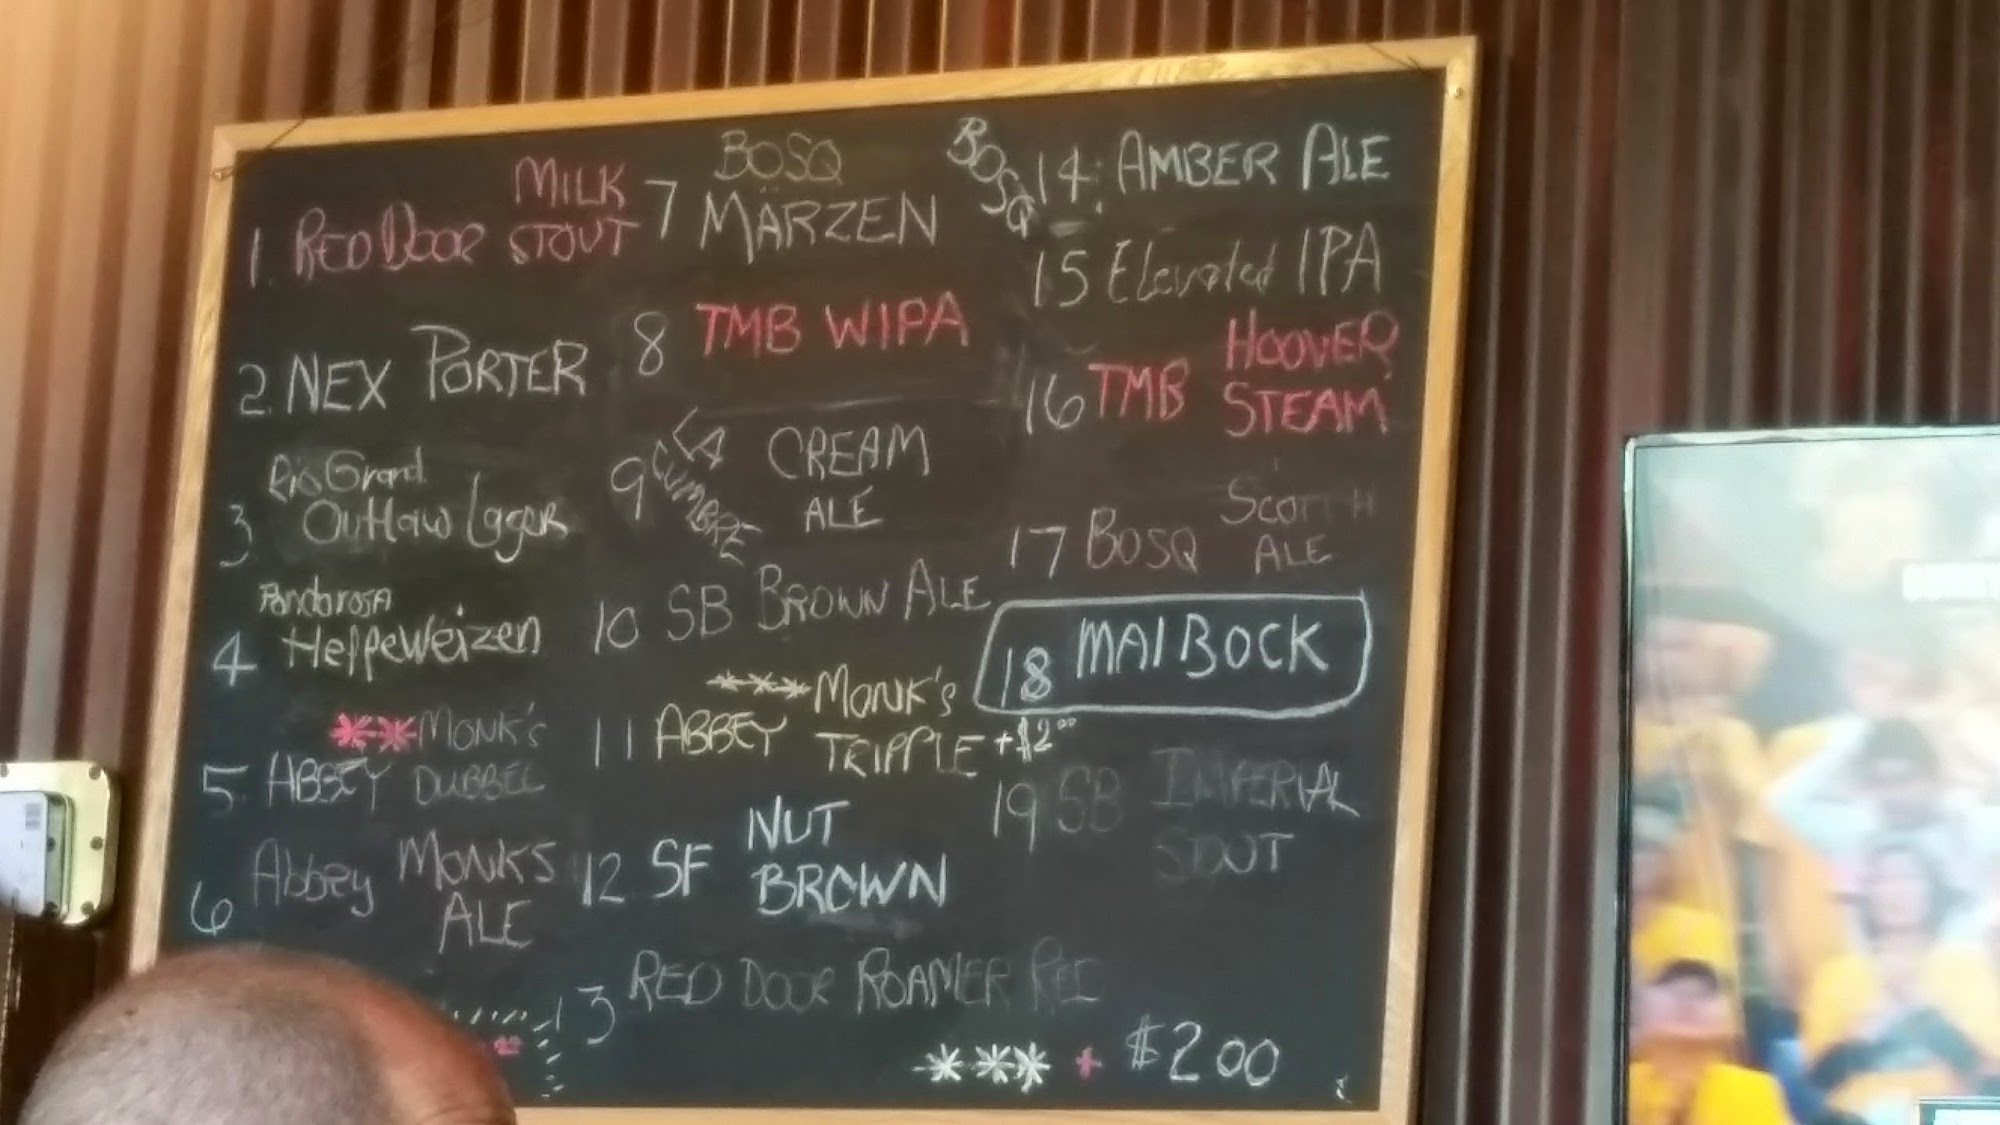 MILK
1. RED DOOR STOUT
2. NEX PORTER
Rio Grand
3 Outlaw Lager
Pandorosa
4 HeffeWeizen
** MONK'S
5. ABBEY DUBBEL
6 Abbey MONKS
ALE
BOSQ
7 MÄRZEN
8 TMB WIPA
9 LA CUMBRE CREAM
ALE
10 SB BROWN ALE
*** MONK'S
11 ABBEY TRIPPLE +$2.00
NUT
12 SF BROWN
13 RED DOOR ROAMER RED
BOSQ 14: AMBER ALE
15 Elevated IPA
HOOVER
16 TMB STEAM
SCOTTISH
17 BOSQ ALE
18 MAIBOCK
19 SB IMPERIAL
STOUT
*** + $2 00